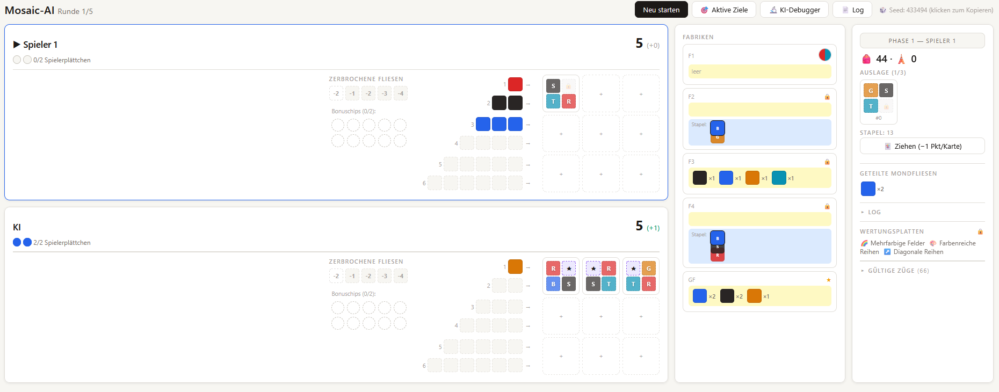 Mosaic-AI Runde 1/5
Neu starten
Aktive Ziele
KI-Debugger
Log
Seed: 433494 (klicken zum Kopieren)
▶ Spieler 1
5 (+0)
0/2 Spielerplättchen
ZERBROCHENE FLIESEN
-2 -1 -2 -3 -4
Bonuschips (0/2):
1 →
2 →
3 →
4 →
5 →
6 →
S
T R
+ +
+ + +
+ + +
KI
5 (+1)
2/2 Spielerplättchen
ZERBROCHENE FLIESEN
-2 -1 -2 -3 -4
Bonuschips (0/2):
1 →
2 →
3 →
4 →
5 →
6 →
R ★ ★ R ★ G
B S S T T R
+ + +
+ + +
FABRIKEN
F1
leer
F2
Stapel:
B
G
F3
×1 ×1 ×1 ×1
F4
Stapel:
B
S
R
GF ★
×2 ×2 ×1
PHASE 1 — SPIELER 1
44 · 0
AUSLAGE (1/3)
G S
T
#0
STAPEL: 13
Ziehen (−1 Pkt/Karte)
GETEILTE MONDFLIESEN
×2
▸ LOG
WERTUNGSPLATTEN
Mehrfarbige Felder Farbenreiche
Reihen Diagonale Reihen
▸ GÜLTIGE ZÜGE (66)